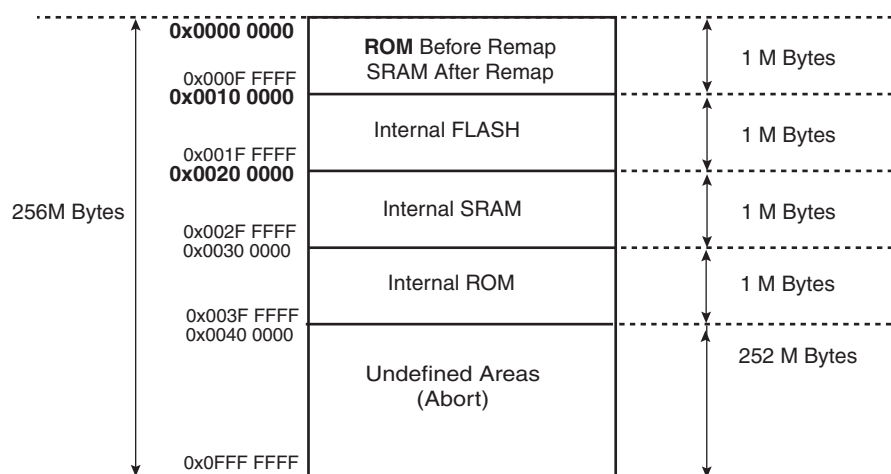 0x0000 0000
ROM Before Remap
SRAM After Remap
1 M Bytes
0x000F FFFF
0x0010 0000
Internal FLASH
1 M Bytes
0x001F FFFF
0x0020 0000
256M Bytes
Internal SRAM
1 M Bytes
0x002F FFFF
0x0030 0000
Internal ROM
1 M Bytes
0x003F FFFF
0x0040 0000
252 M Bytes
Undefined Areas
(Abort)
0x0FFF FFFF